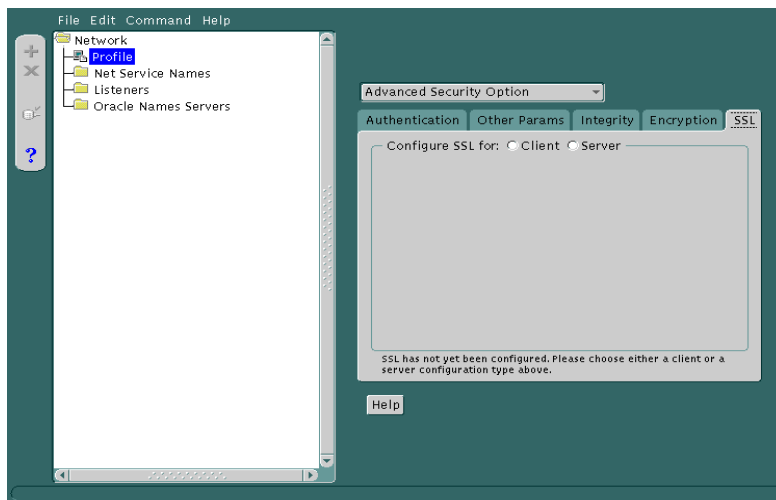 File Edit Command Help
Network
Profile
Net Service Names
Listeners
Oracle Names Servers
?
Advanced Security Option
Authentication Other Params Integrity Encryption SSL
Configure SSL for: Client Server
SSL has not yet been configured. Please choose either a client or a
server configuration type above.
Help